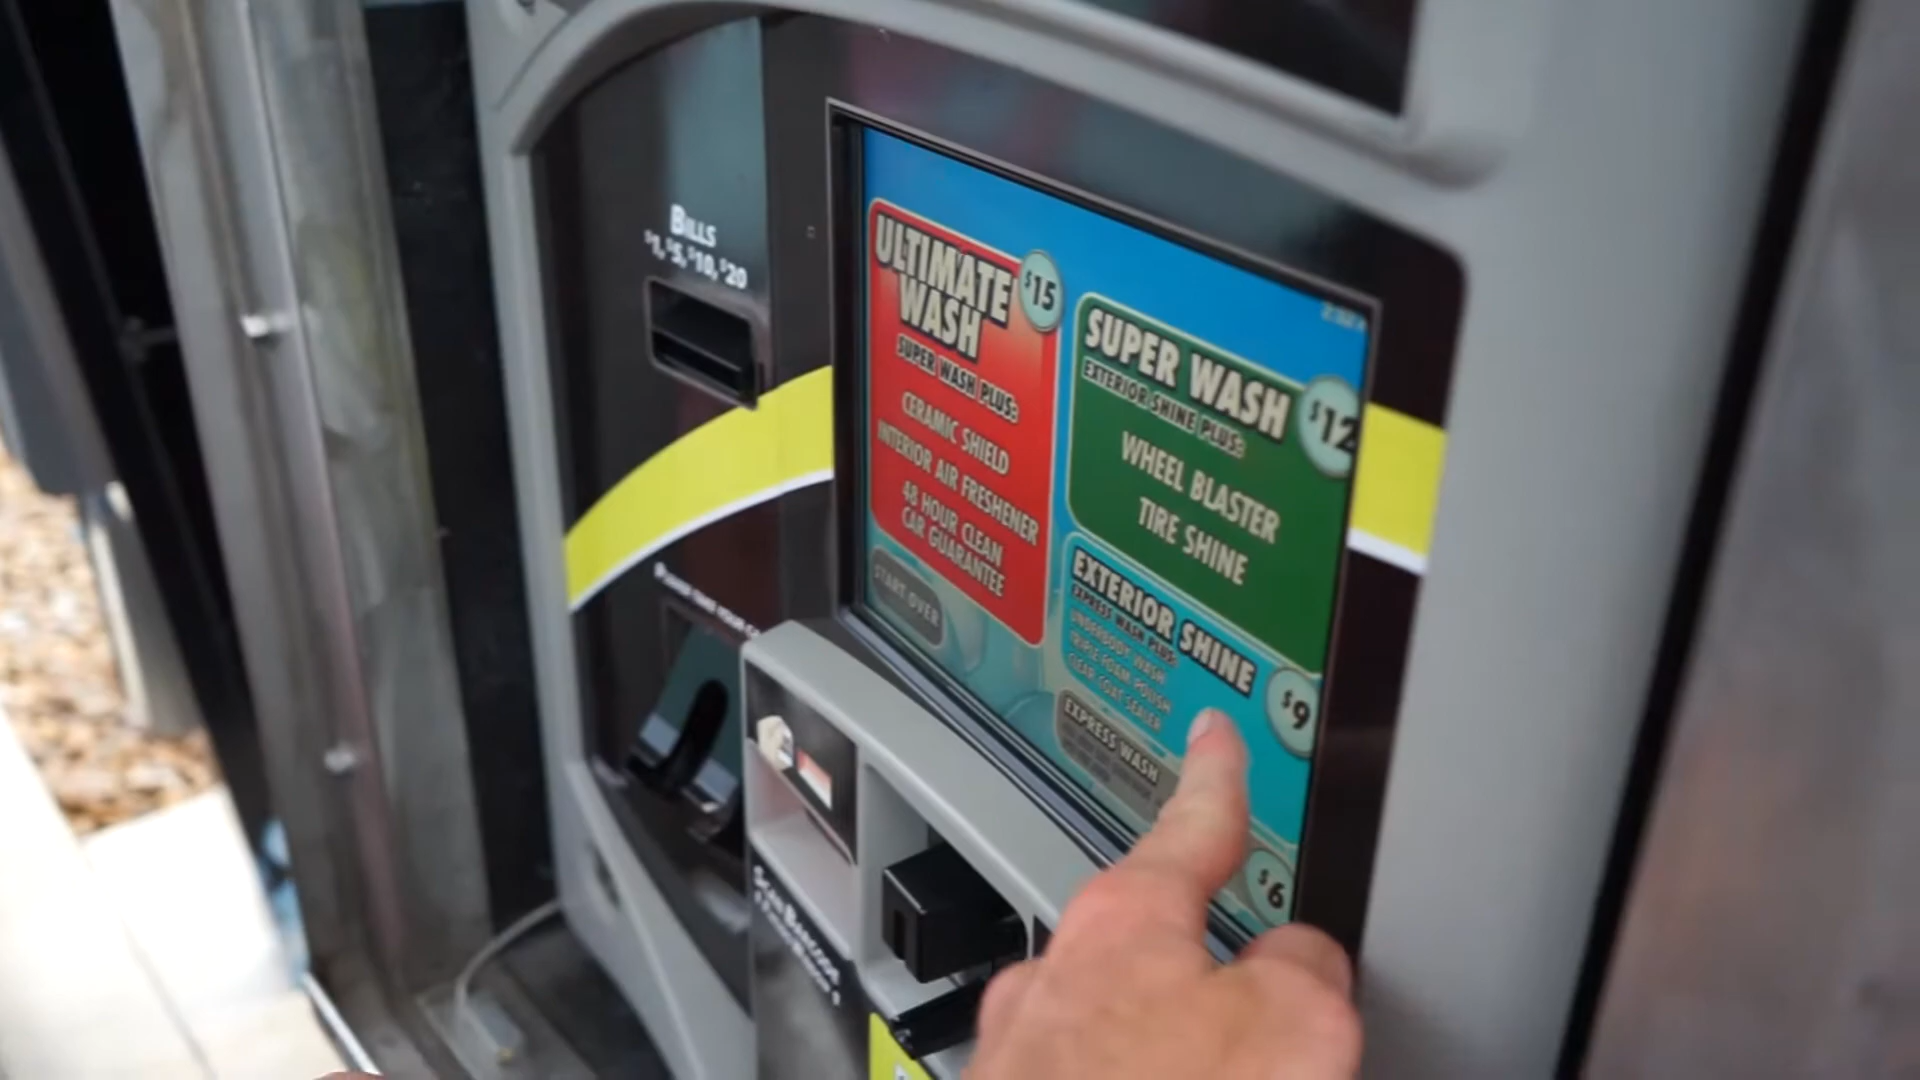 BILLS
$1, $5, $10, $20
ULTIMATE
WASH
$15
SUPER WASH PLUS:
CERAMIC SHIELD
INTERIOR AIR FRESHENER
48 HOUR CLEAN
CAR GUARANTEE
START OVER
SUPER WASH
$12
EXTERIOR SHINE PLUS:
WHEEL BLASTER
TIRE SHINE
EXTERIOR SHINE
$9
EXPRESS WASH PLUS:
UNDERBODY WASH
TRIPLE FOAM POLISH
CLEAR COAT SEALER
EXPRESS WASH
$6
SCAN BARCODE